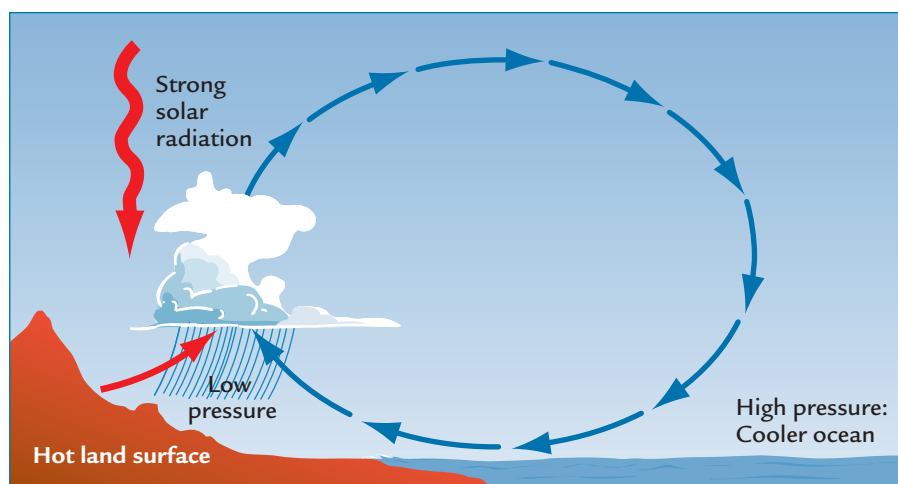 Strong
solar
radiation
Low
pressure
High pressure:
Cooler ocean
Hot land surface